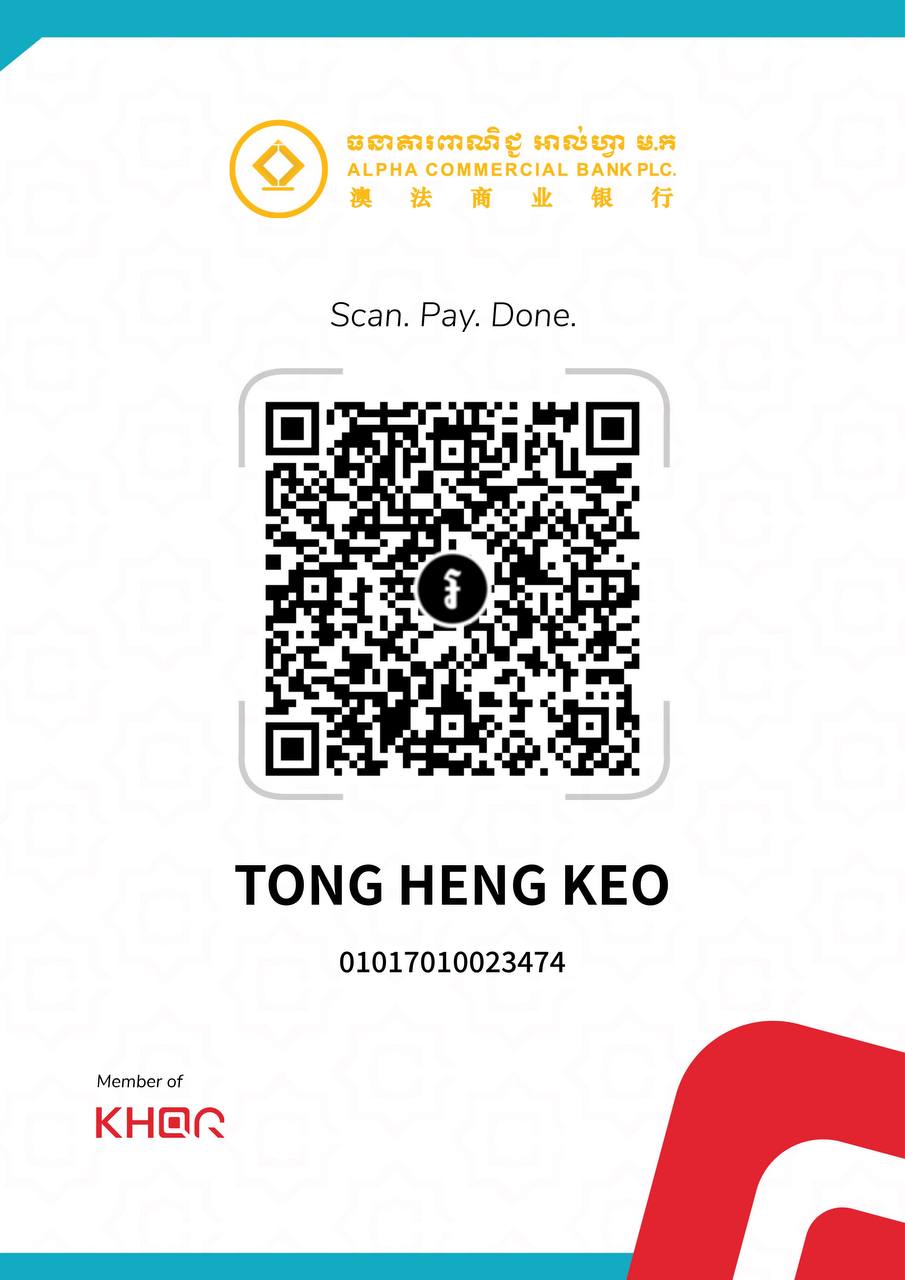 ធនាគារពាណិជ្ជ អាល់ហ្វា ម.ក
ALPHA COMMERCIAL BANK PLC.
澳法商业银行
Scan. Pay. Done.
TONG HENG KEO
01017010023474
Member of
KHQR